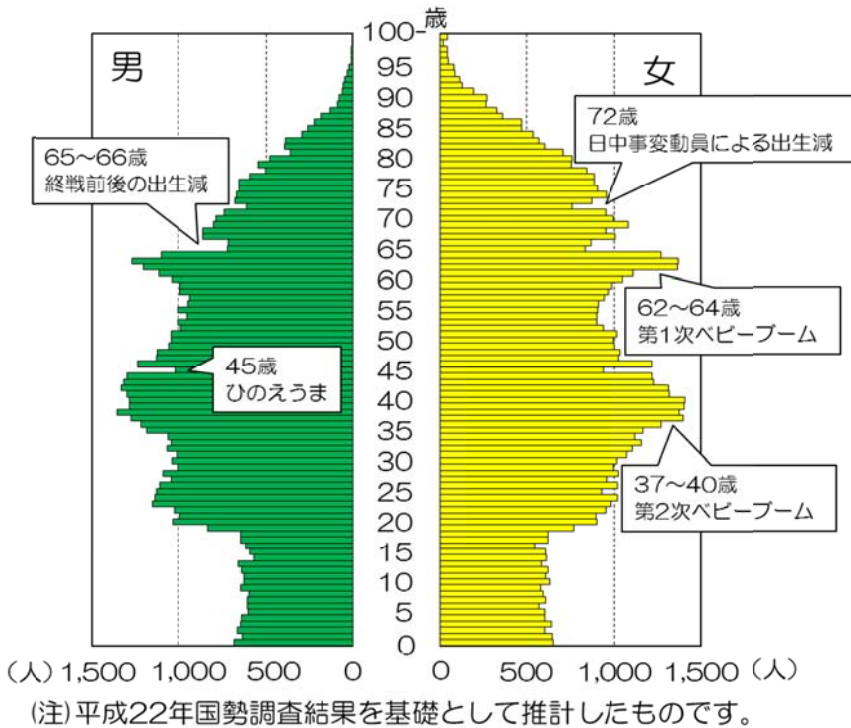 歳
男
女
100
95
90
85
80
75
70
65
60
55
50
45
40
35
30
25
20
15
10
5
0
72歳
日中事変動員による出生減
65〜66歳
終戦前後の出生減
62〜64歳
第1次ベビーブーム
45歳
ひのえうま
37〜40歳
第2次ベビーブーム
(人) 1,500 1,000 500 0
0 500 1,000 1,500 (人)
(注)平成22年国勢調査結果を基礎として推計したものです。